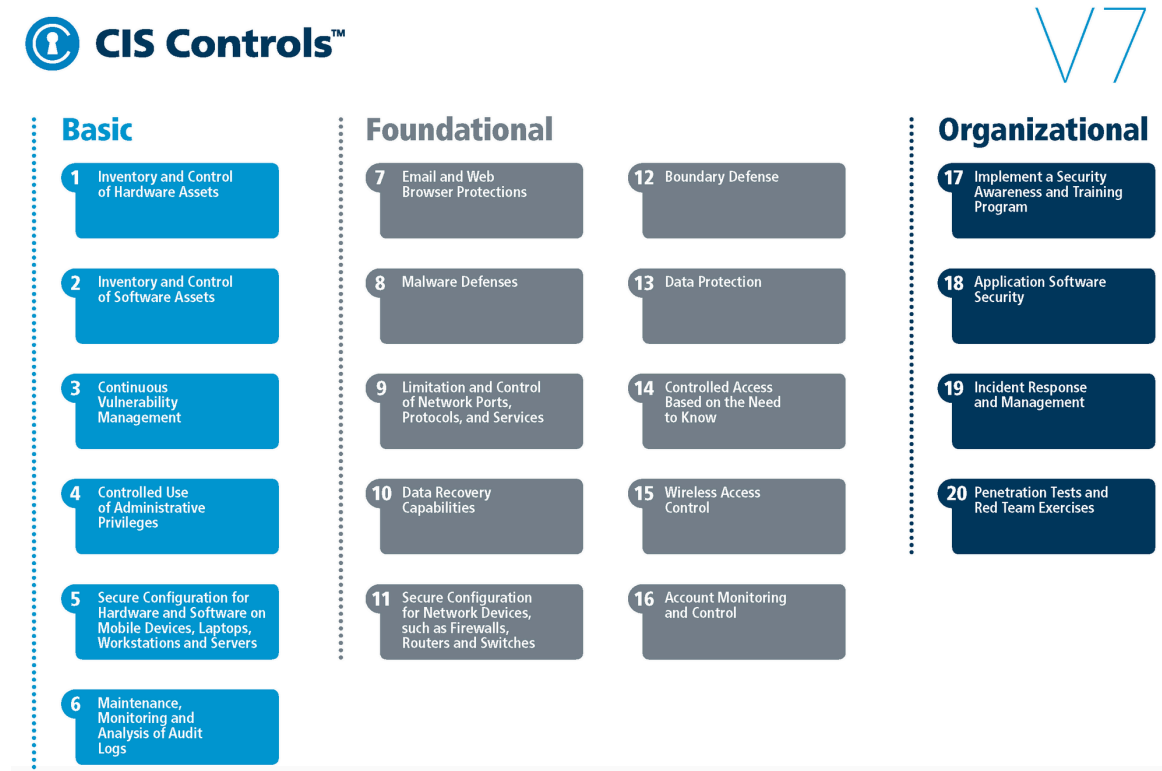 CIS Controls™
V7
Basic
1 Inventory and Control
of Hardware Assets
2 Inventory and Control
of Software Assets
3 Continuous
Vulnerability
Management
4 Controlled Use
of Administrative
Privileges
5 Secure Configuration for
Hardware and Software on
Mobile Devices, Laptops,
Workstations and Servers
6 Maintenance,
Monitoring and
Analysis of Audit
Logs
Foundational
7 Email and Web
Browser Protections
8 Malware Defenses
9 Limitation and Control
of Network Ports,
Protocols, and Services
10 Data Recovery
Capabilities
11 Secure Configuration
for Network Devices,
such as Firewalls,
Routers and Switches
12 Boundary Defense
13 Data Protection
14 Controlled Access
Based on the Need
to Know
15 Wireless Access
Control
16 Account Monitoring
and Control
Organizational
17 Implement a Security
Awareness and Training
Program
18 Application Software
Security
19 Incident Response
and Management
20 Penetration Tests and
Red Team Exercises